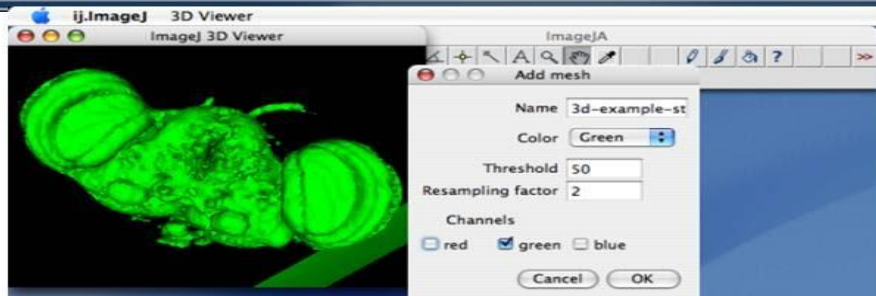 ij.ImageJ 3D Viewer
ImageJ 3D Viewer
ImageJA
A ? >>
Add mesh
Name 3d-example-st
Color Green
Threshold 50
Resampling factor 2
Channels
red green blue
Cancel OK